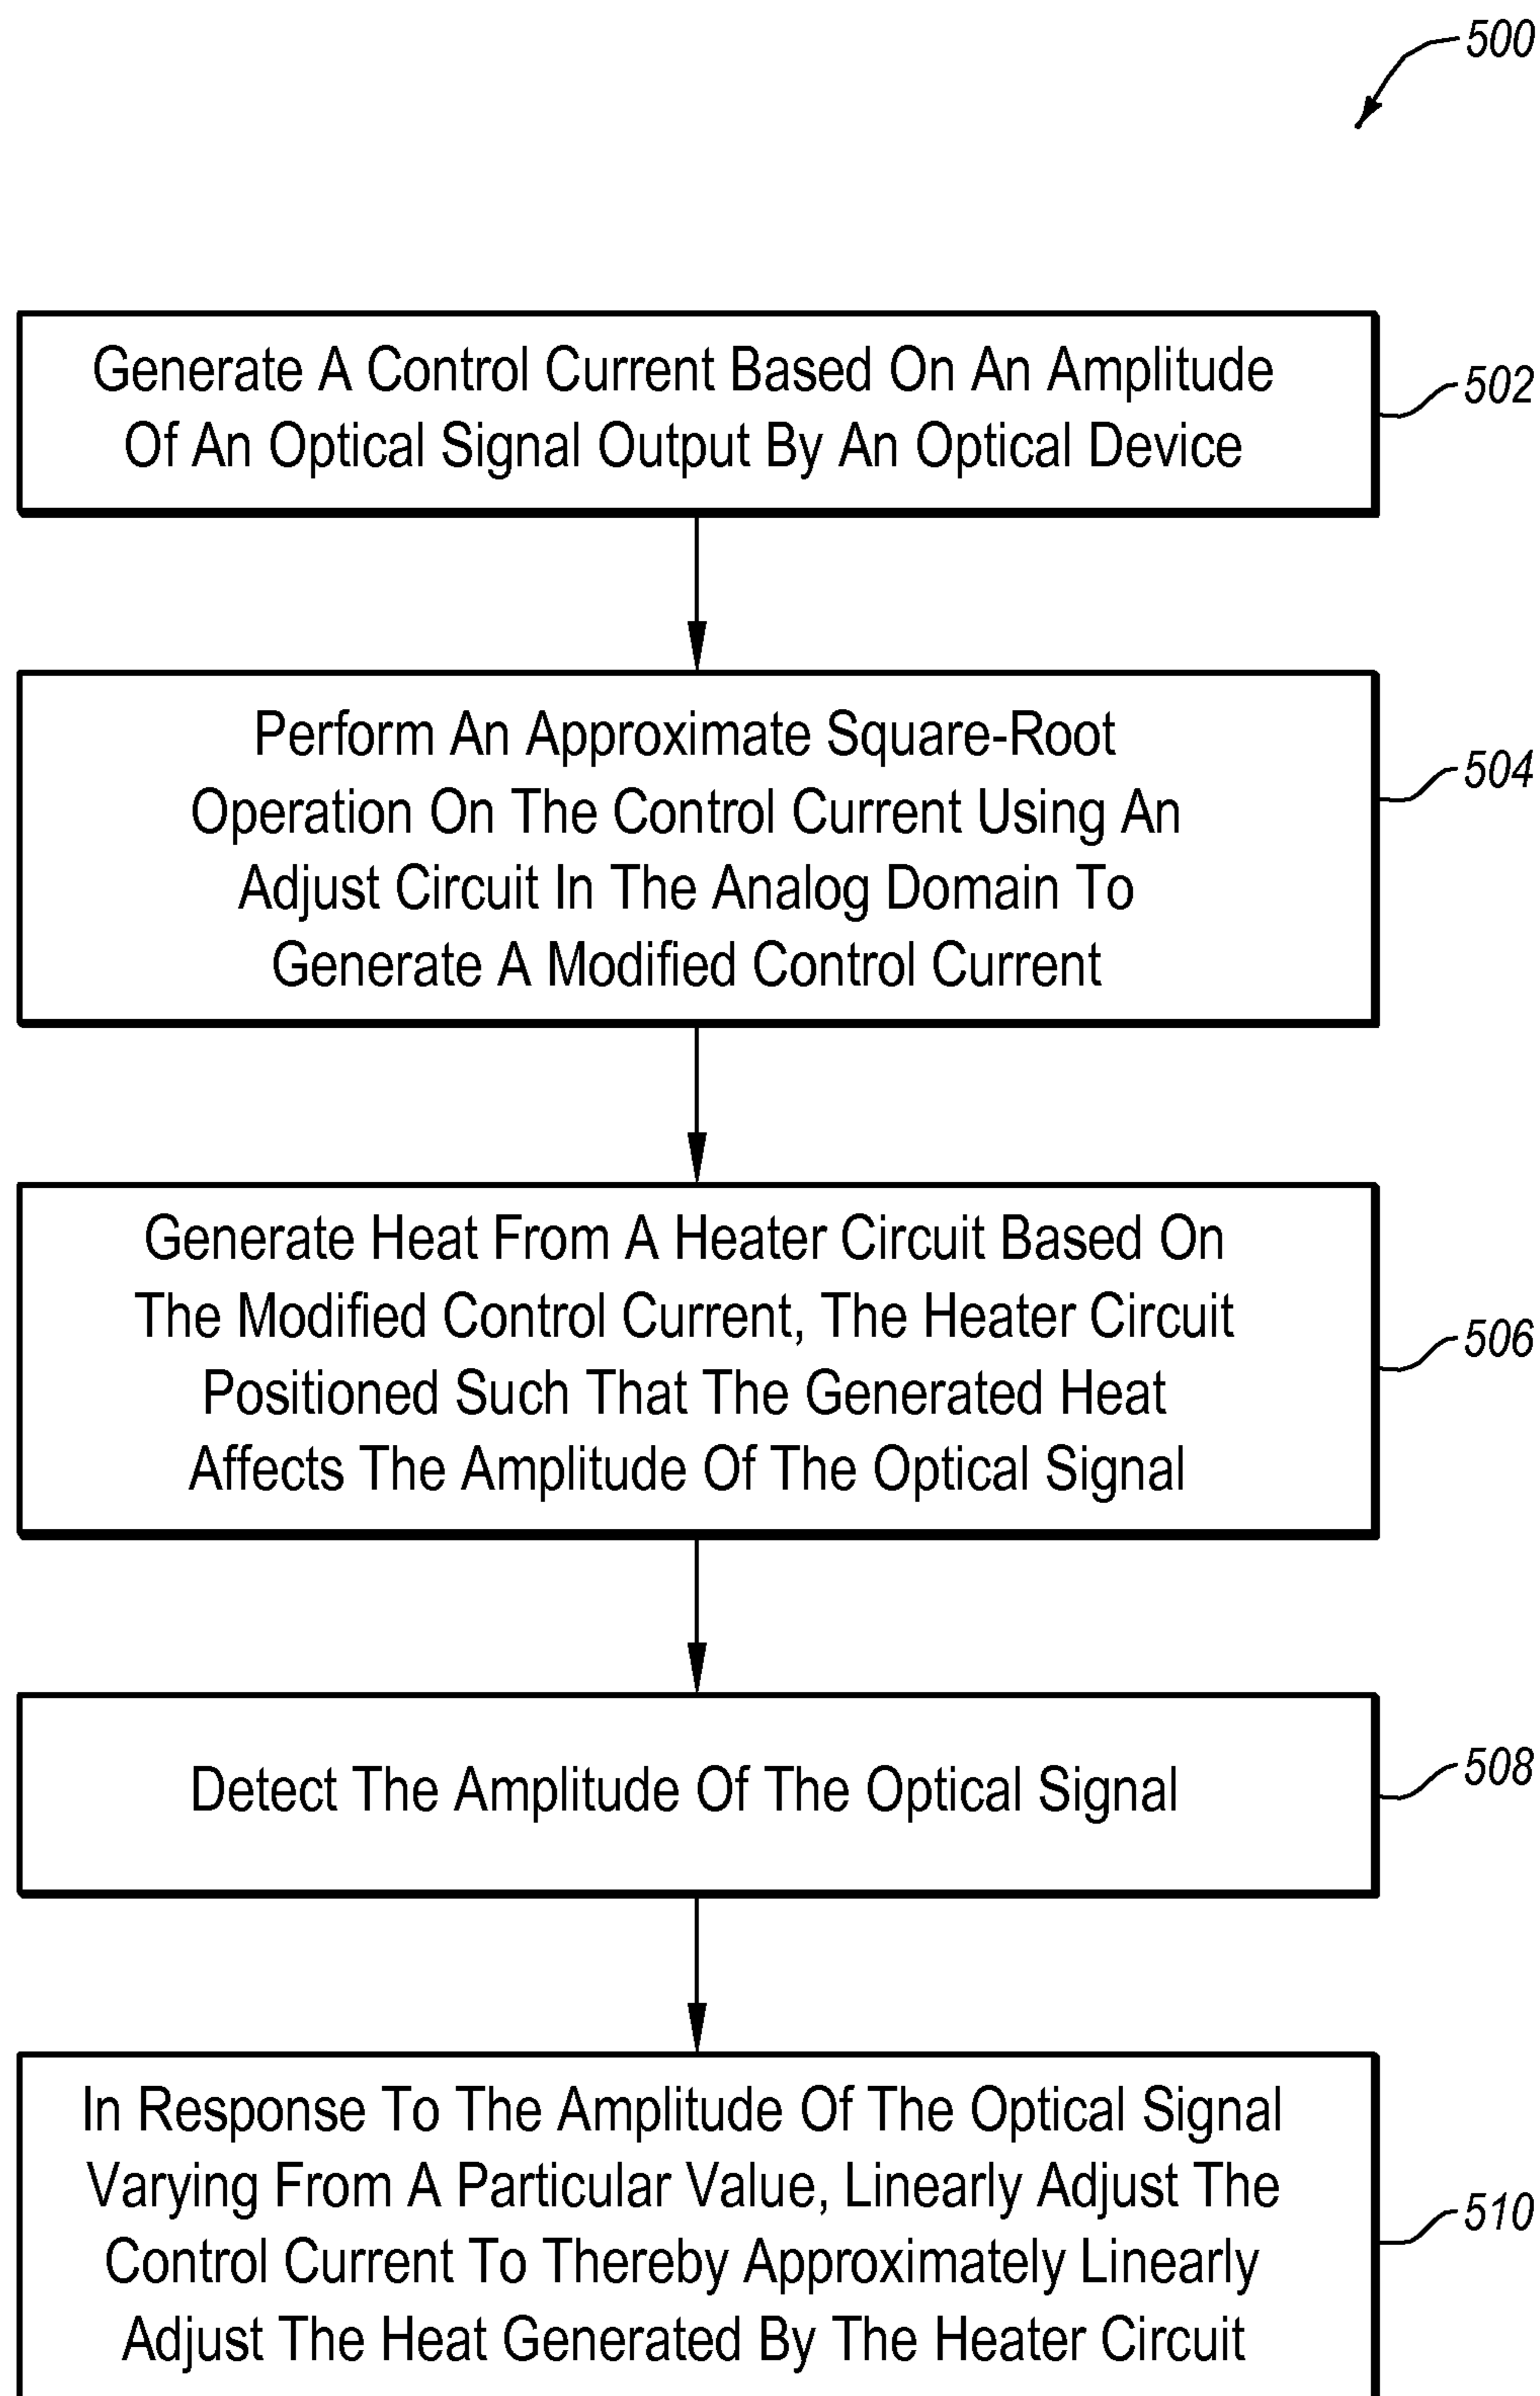 500
Generate A Control Current Based On An Amplitude
Of An Optical Signal Output By An Optical Device
502
Perform An Approximate Square-Root
Operation On The Control Current Using An
Adjust Circuit In The Analog Domain To
Generate A Modified Control Current
504
Generate Heat From A Heater Circuit Based On
The Modified Control Current, The Heater Circuit
Positioned Such That The Generated Heat
Affects The Amplitude Of The Optical Signal
506
Detect The Amplitude Of The Optical Signal
508
In Response To The Amplitude Of The Optical Signal
Varying From A Particular Value, Linearly Adjust The
Control Current To Thereby Approximately Linearly
Adjust The Heat Generated By The Heater Circuit
510